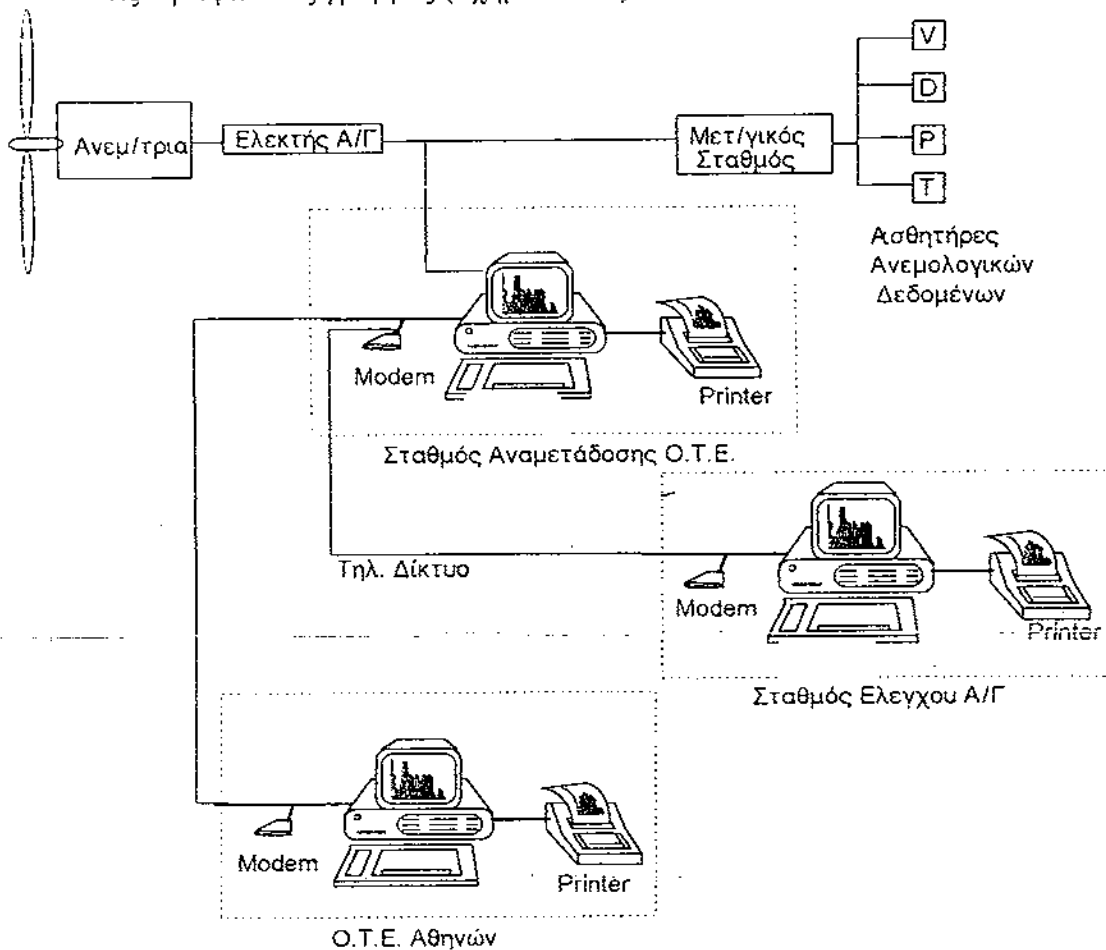 V
D
Ανεμ/τρια
Ελεκτής Α/Γ
Μετ/γικός
Σταθμός
P
T
Αισθητήρες
Ανεμολογικών
Δεδομένων
Modem
Printer
Σταθμός Αναμετάδοσης Ο.Τ.Ε.
Τηλ. Δίκτυο
Modem
Printer
Σταθμός Ελεγχου Α/Γ
Modem
Printer
Ο.Τ.Ε. Αθηνών